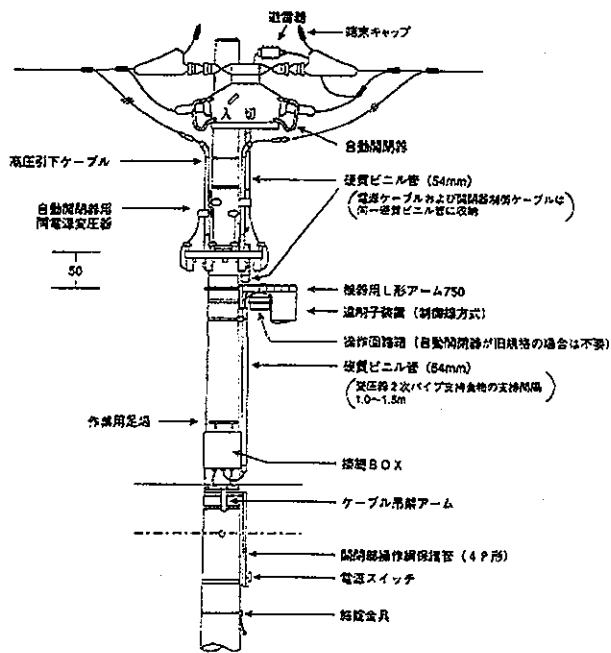 避雷器
端末キャップ
入 切
自動開閉器
高圧引下ケーブル
硬質ビニル管（54mm）
（電源ケーブルおよび開閉器制御ケーブルは
同一硬質ビニル管に収納）
自動開閉器用
開電源変圧器
50
機器用L形アーム750
遠方子装置（制御線方式）
操作回路箱（自動開閉器が旧規格の場合は不要）
硬質ビニル管（54mm）
（変圧器2次パイプ支持金物の支持間隔
1.0～1.5m）
作業用足場
接続BOX
ケーブル吊架アーム
開閉器操作綱保護管（4P形）
電源スイッチ
施錠金具